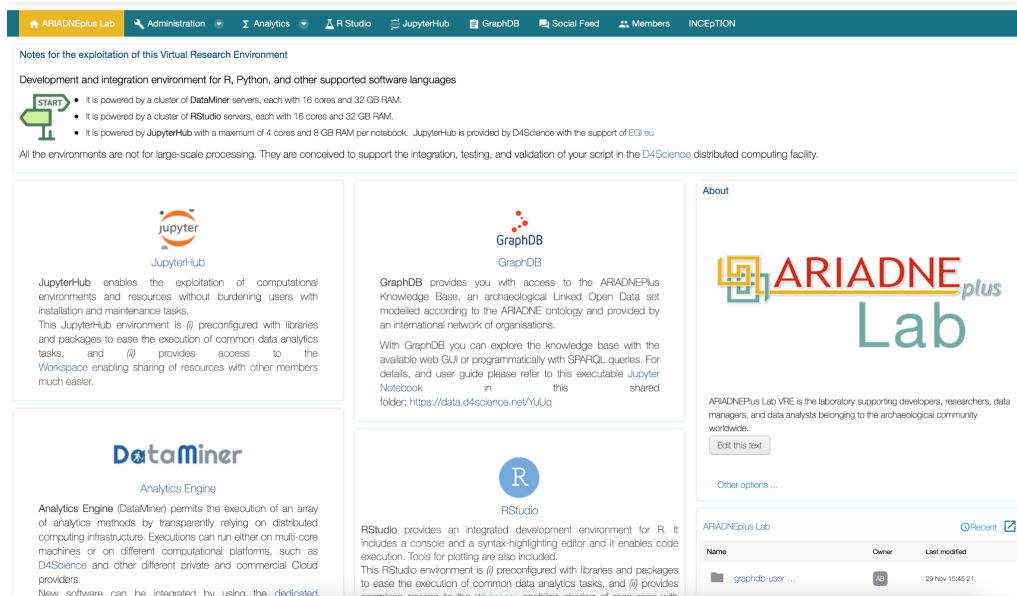 ARIADNEplus Lab Administration Analytics R Studio JupyterHub GraphDB Social Feed Members INCEpTION
Notes for the exploitation of this Virtual Research Environment
Development and integration environment for R, Python, and other supported software languages
START
• It is powered by a cluster of DataMiner servers, each with 16 cores and 32 GB RAM.
• It is powered by a cluster of RStudio servers, each with 16 cores and 32 GB RAM.
• It is powered by JupyterHub with a maximum of 4 cores and 8 GB RAM per notebook. JupyterHub is provided by D4Science with the support of EGI.eu
All the environments are not for large-scale processing. They are conceived to support the integration, testing, and validation of your script in the D4Science distributed computing facility.
jupyter
JupyterHub
JupyterHub enables the exploitation of computational
environments and resources without burdening users with
installation and maintenance tasks.
This JupyterHub environment is (i) preconfigured with libraries
and packages to ease the execution of common data analytics
tasks, and (ii) provides access to the
Workspace enabling sharing of resources with other members
much easier.
DataMiner
Analytics Engine
Analytics Engine (DataMiner) permits the execution of an array
of analytics methods by transparently relying on distributed
computing infrastructure. Executions can run either on multi-core
machines or on different computational platforms, such as
D4Science and other different private and commercial Cloud
providers.
New software can be integrated by using the dedicated
GraphDB
GraphDB
GraphDB provides you with access to the ARIADNEPlus
Knowledge Base, an archaeological Linked Open Data set
modelled according to the ARIADNE ontology and provided by
an international network of organisations.
With GraphDB you can explore the knowledge base with the
available web GUI or programmatically with SPARQL queries. For
details, and user guide please refer to this executable Jupyter
Notebook in this shared
folder: https://data.d4science.net/YuUq
R
RStudio
RStudio provides an integrated development environment for R. It
includes a console and a syntax-highlighting editor and it enables code
execution. Tools for plotting are also included.
This RStudio environment is (i) preconfigured with libraries and packages
to ease the execution of common data analytics tasks, and (ii) provides
seamless access to the Workspace enabling sharing of resources with
About
ARIADNE
plus
Lab
ARIADNEPlus Lab VRE is the laboratory supporting developers, researchers, data
managers, and data analysts belonging to the archaeological community
worldwide.
Edit this text
Other options ...
ARIADNEplus Lab Recent
Name Owner Last modified
graphdb-user ... AB 29 Nov 15:45 21